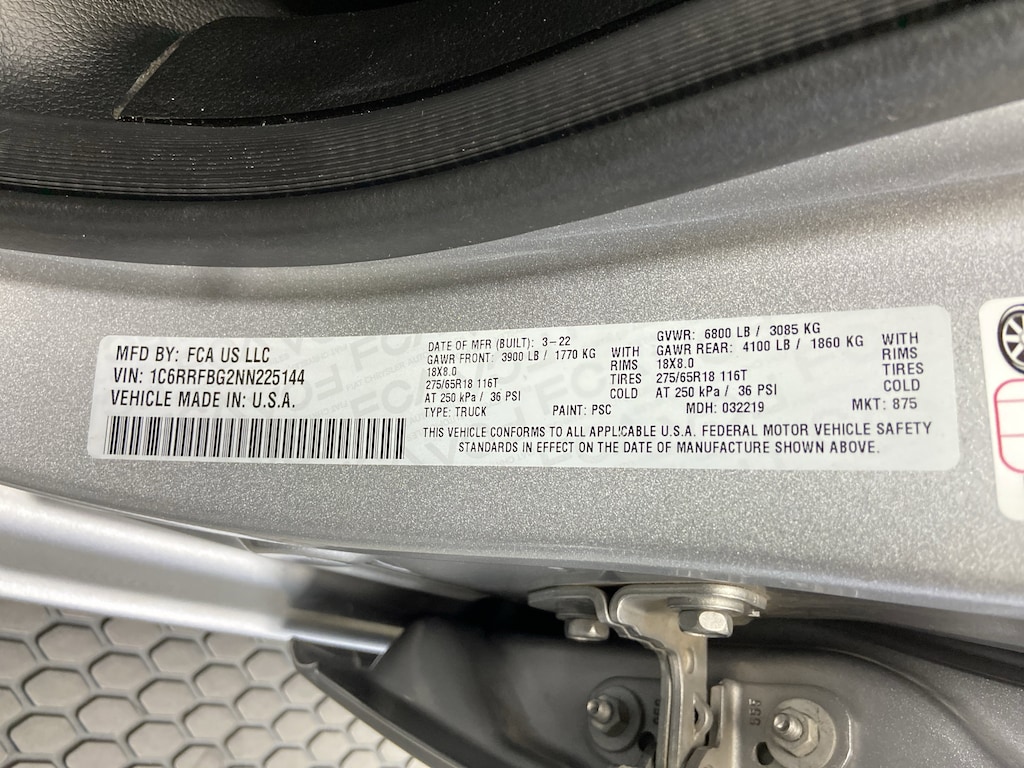 MFD BY: FCA US LLC
VIN: 1C6RRFBG2NN225144
VEHICLE MADE IN: U.S.A.
DATE OF MFR (BUILT): 3-22
GAWR FRONT: 3900 LB / 1770 KG WITH
18X8.0 RIMS
275/65R18 116T TIRES
AT 250 kPa / 36 PSI COLD
TYPE: TRUCK
GVWR: 6800 LB / 3085 KG
GAWR REAR: 4100 LB / 1860 KG WITH
18X8.0 RIMS
275/65R18 116T TIRES
AT 250 kPa / 36 PSI COLD
PAINT: PSC MDH: 032219 MKT: 875
THIS VEHICLE CONFORMS TO ALL APPLICABLE U.S.A. FEDERAL MOTOR VEHICLE SAFETY
STANDARDS IN EFFECT ON THE DATE OF MANUFACTURE SHOWN ABOVE.